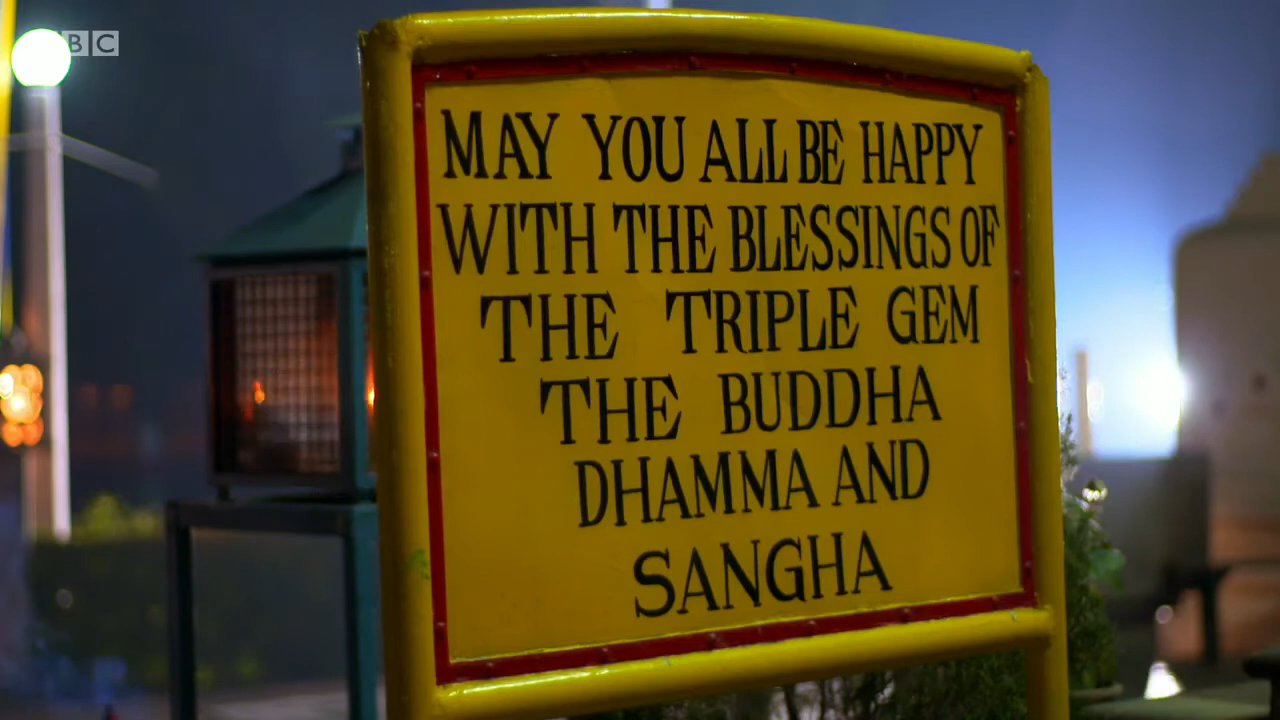 BBC
MAY YOU ALL BE HAPPY
WITH THE BLESSINGS OF
THE TRIPLE GEM
THE BUDDHA
DHAMMA AND
SANGHA